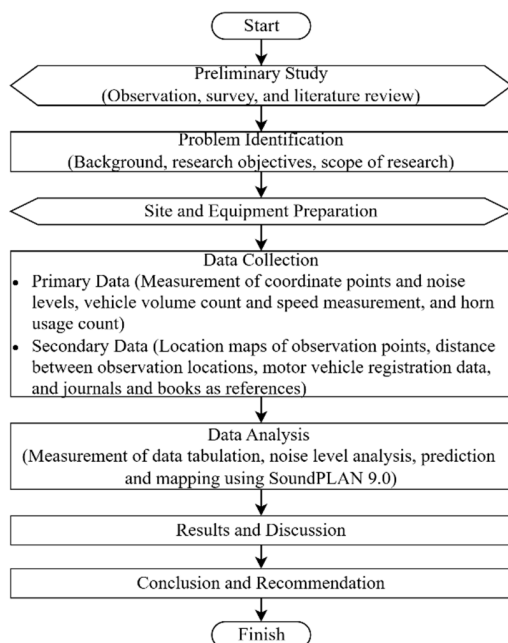 Start
Preliminary Study
(Observation, survey, and literature review)
Problem Identification
(Background, research objectives, scope of research)
Site and Equipment Preparation
Data Collection
• Primary Data (Measurement of coordinate points and noise
levels, vehicle volume count and speed measurement, and horn
usage count)
• Secondary Data (Location maps of observation points, distance
between observation locations, motor vehicle registration data,
and journals and books as references)
Data Analysis
(Measurement of data tabulation, noise level analysis, prediction
and mapping using SoundPLAN 9.0)
Results and Discussion
Conclusion and Recommendation
Finish